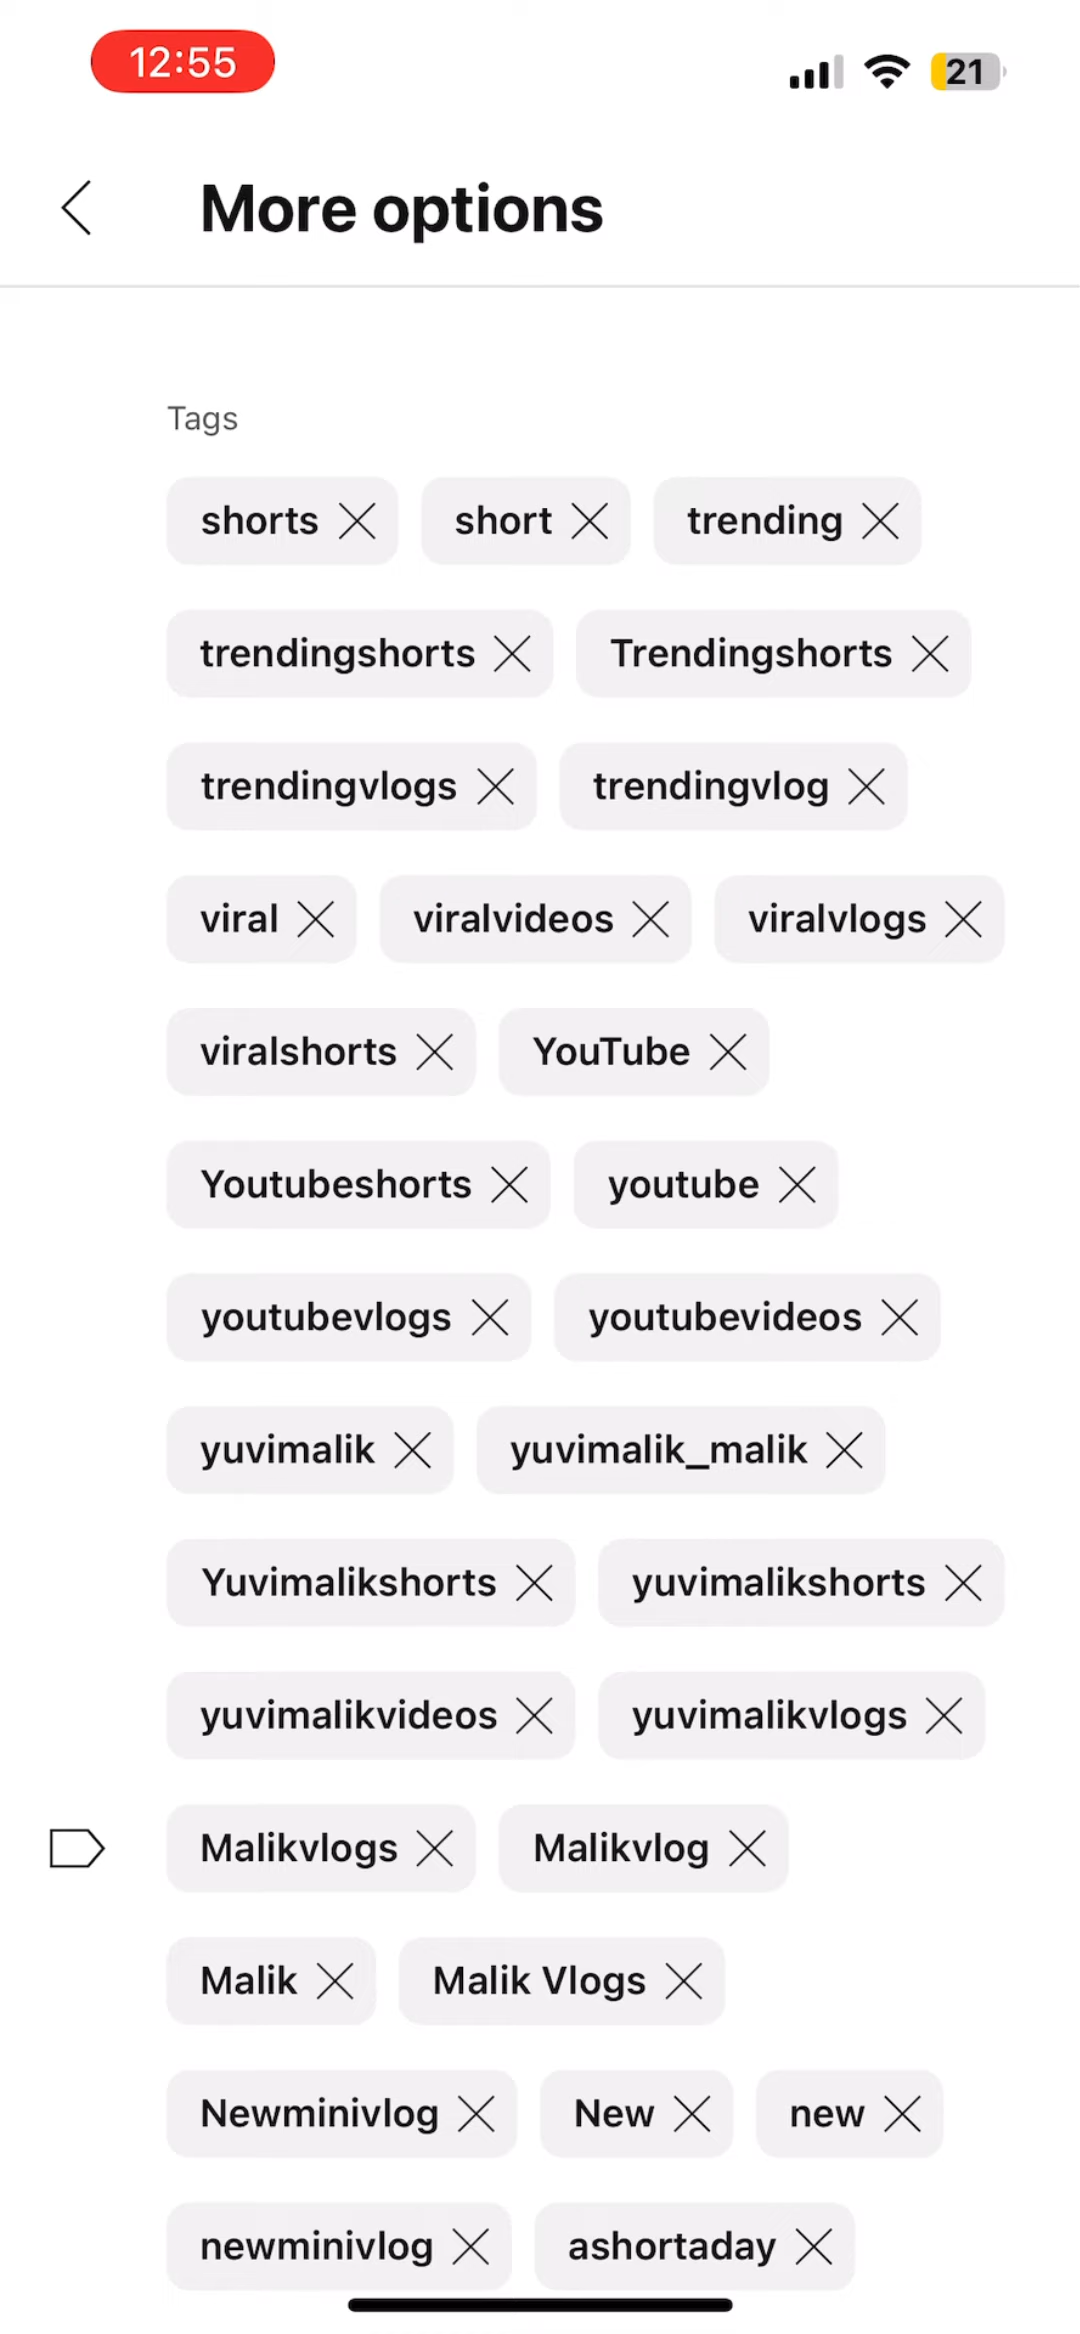 12:55
21
More options
Tags
shorts short trending
trendingshorts Trendingshorts
trendingvlogs trendingvlog
viral viralvideos viralvlogs
viralshorts YouTube
Youtubeshorts youtube
youtubevlogs youtubevideos
yuvimalik yuvimalik_malik
Yuvimalikshorts yuvimalikshorts
yuvimalikvideos yuvimalikvlogs
Malikvlogs Malikvlog
Malik Malik Vlogs
Newminivlog New new
newminivlog ashortaday